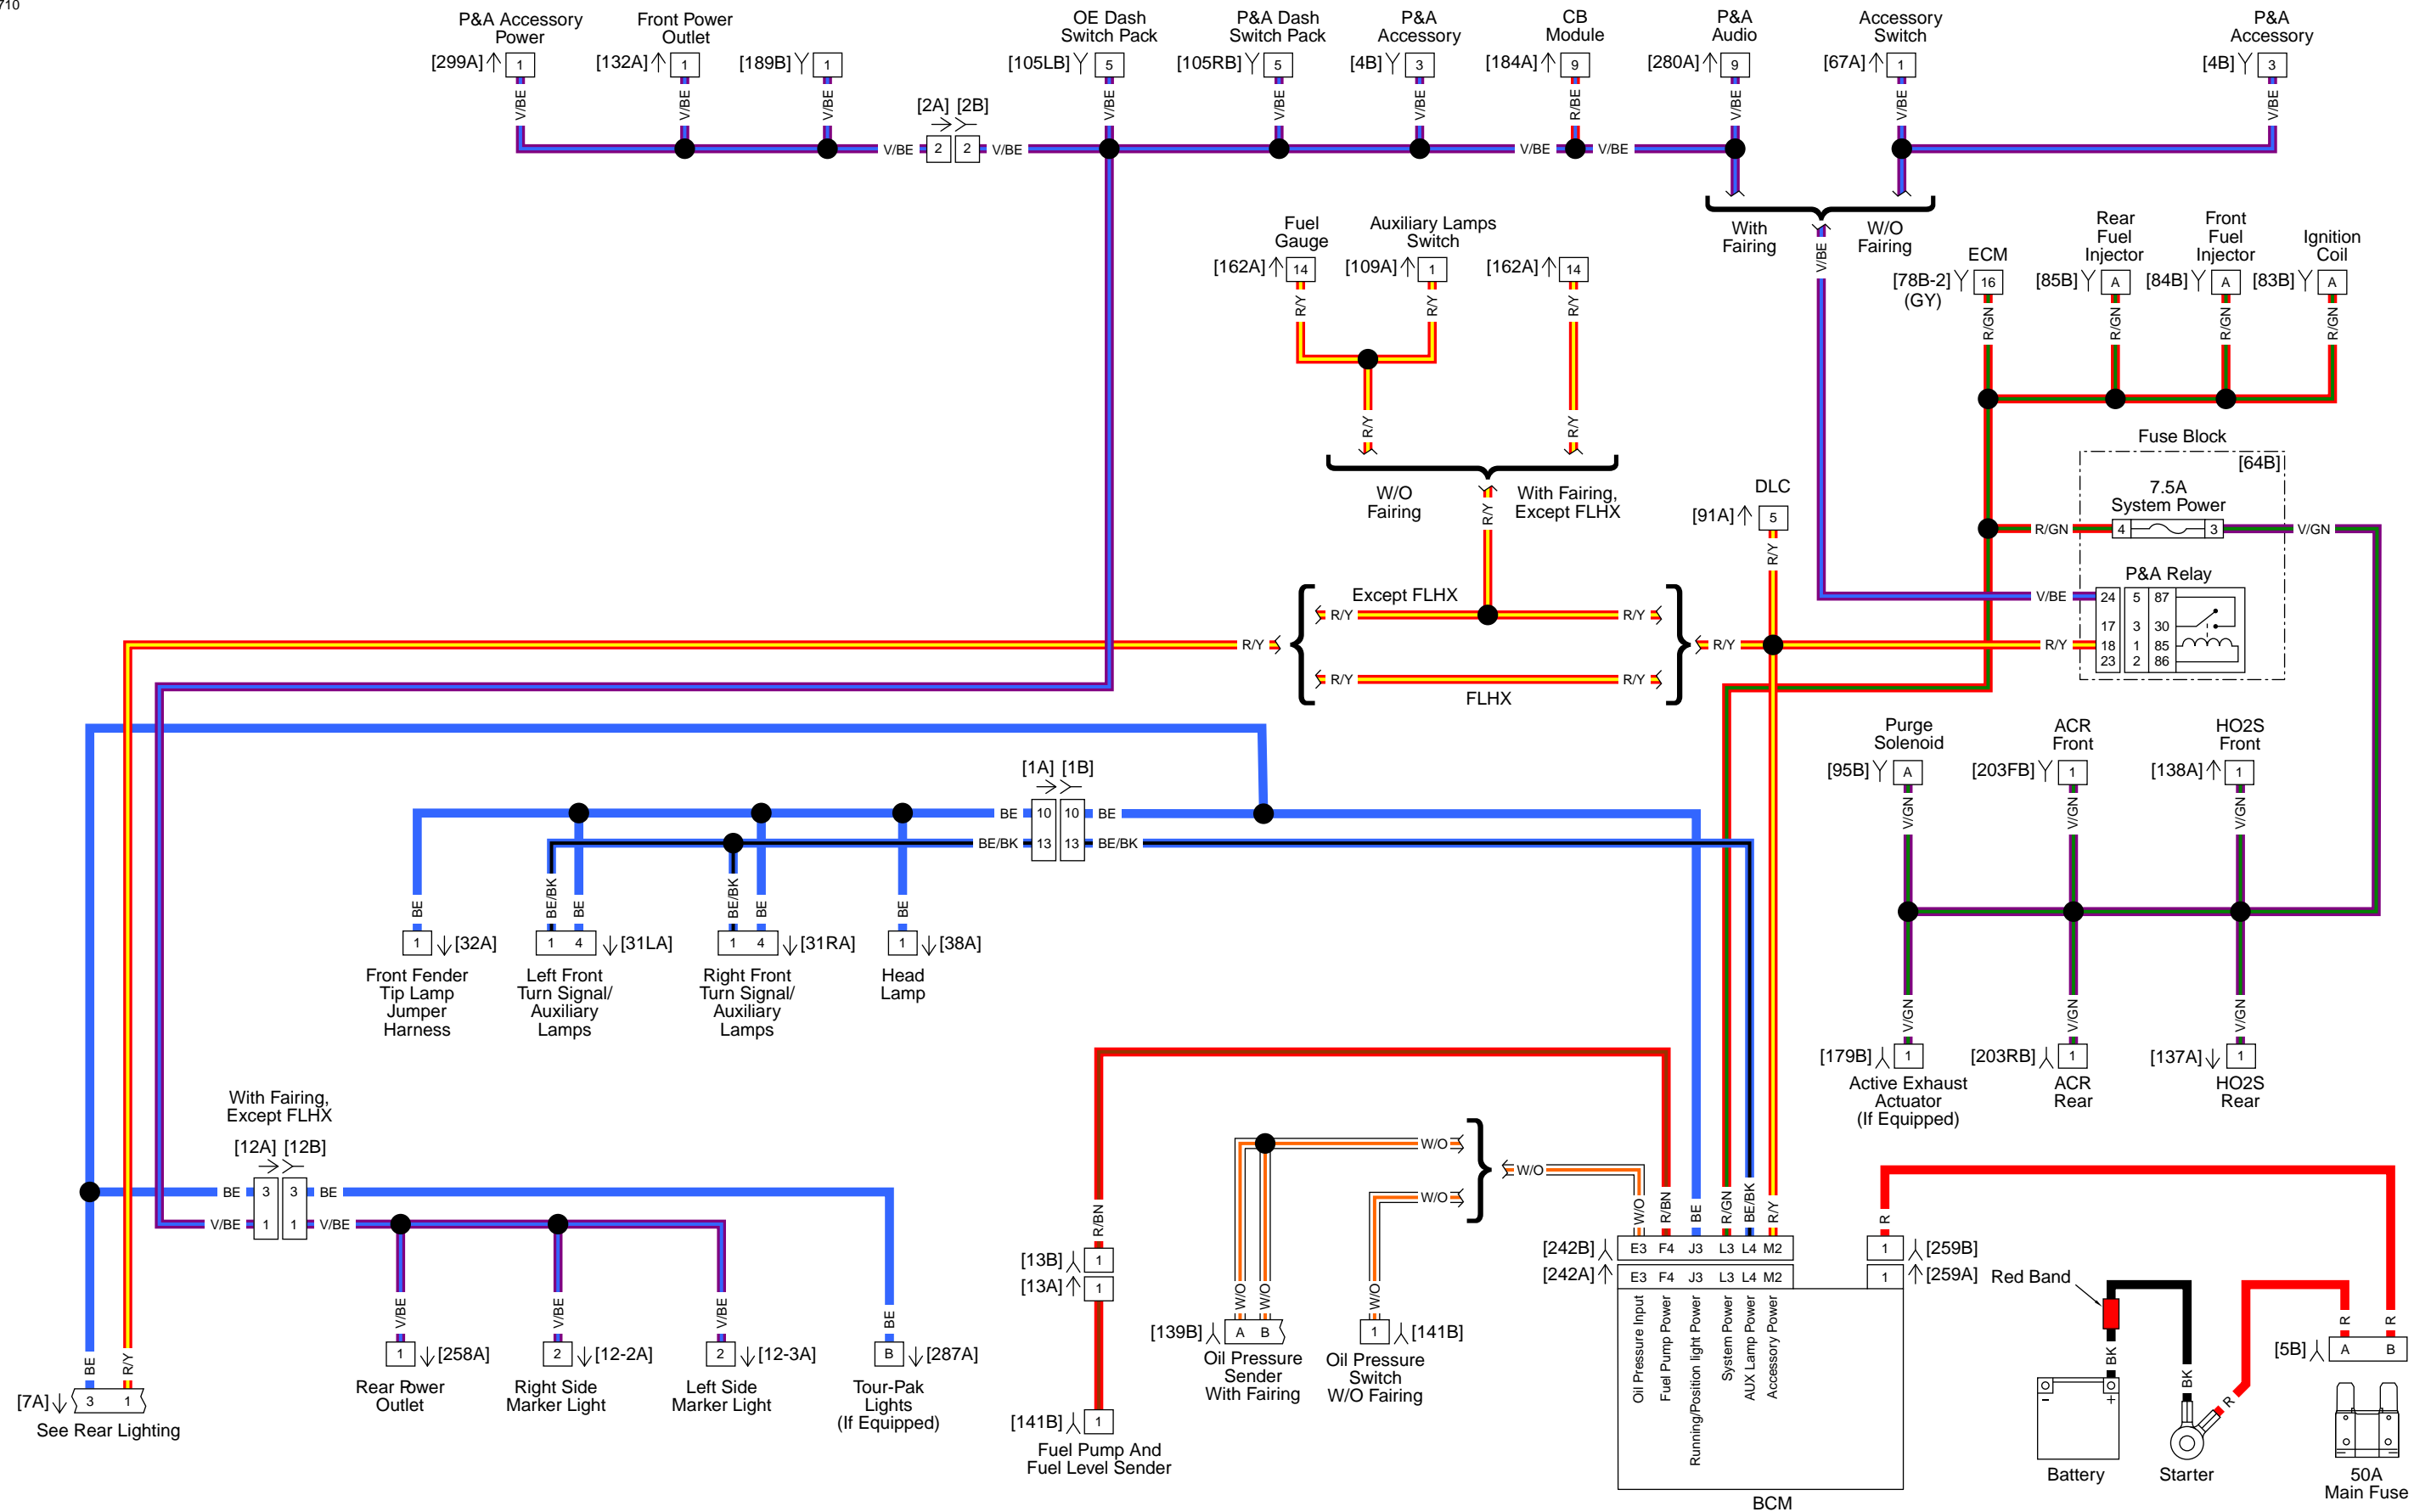 710
P&A Accessory
Power
[299A] 1
V/BE
Front Power
Outlet
[132A] 1
V/BE
[189B] 1
V/BE
[2A] [2B]
V/BE 2 2 V/BE
OE Dash
Switch Pack
[105LB] 5
V/BE
P&A Dash
Switch Pack
[105RB] 5
V/BE
P&A
Accessory
[4B] 3
V/BE
CB
Module
[184A] 9
R/BE
V/BE V/BE
P&A
Audio
[280A] 9
V/BE
Accessory
Switch
[67A] 1
V/BE
P&A
Accessory
[4B] 3
V/BE
With
Fairing
W/O
Fairing
V/BE
Fuel
Gauge
[162A] 14
R/Y
Auxiliary Lamps
Switch
[109A] 1
R/Y
[162A] 14
R/Y
R/Y
R/Y
W/O
Fairing
With Fairing,
Except FLHX
R/Y
ECM
[78B-2]
(GY)
16
R/GN
Rear
Fuel
Injector
[85B] A
R/GN
Front
Fuel
Injector
[84B] A
R/GN
Ignition
Coil
[83B] A
R/GN
Fuse Block
[64B]
7.5A
System Power
R/GN 4 3 V/GN
P&A Relay
V/BE 24 5 87
17 3 30
R/Y 18 1 85
23 2 86
DLC
[91A] 5
R/Y
Except FLHX
R/Y R/Y
R/Y R/Y
R/Y R/Y
FLHX
Purge
Solenoid
[95B] A
V/GN
ACR
Front
[203FB] 1
V/GN
HO2S
Front
[138A] 1
V/GN
V/GN
[179B] 1
Active Exhaust
Actuator
(If Equipped)
V/GN
[203RB] 1
ACR
Rear
V/GN
[137A] 1
HO2S
Rear
[1A] [1B]
BE 10 10 BE
BE/BK 13 13 BE/BK
BE
1 [32A]
Front Fender
Tip Lamp
Jumper
Harness
BE/BK BE
1 4 [31LA]
Left Front
Turn Signal/
Auxiliary
Lamps
BE/BK BE
1 4 [31RA]
Right Front
Turn Signal/
Auxiliary
Lamps
BE
1 [38A]
Head
Lamp
With Fairing,
Except FLHX
[12A] [12B]
BE 3 3 BE
V/BE 1 1 V/BE
BE R/Y
[7A] 3 1
See Rear Lighting
V/BE
1 [258A]
Rear Power
Outlet
V/BE
2 [12-2A]
Right Side
Marker Light
V/BE
2 [12-3A]
Left Side
Marker Light
BE
B [287A]
Tour-Pak
Lights
(If Equipped)
R/BN
[13B] 1
[13A] 1
[141B] 1
Fuel Pump And
Fuel Level Sender
W/O
W/O
W/O
W/O W/O
[139B] A B
Oil Pressure
Sender
With Fairing
W/O
1 [141B]
Oil Pressure
Switch
W/O Fairing
W/O R/BN BE R/GN BE/BK R/Y
[242B] E3 F4 J3 L3 L4 M2
[242A] E3 F4 J3 L3 L4 M2
Oil Pressure Input
Fuel Pump Power
Running/Position light Power
System Power
AUX Lamp Power
Accessory Power
BCM
R
1 [259B]
1 [259A]
Red Band
BK
- +
Battery
BK
R
Starter
R R
[5B] A B
50A
Main Fuse